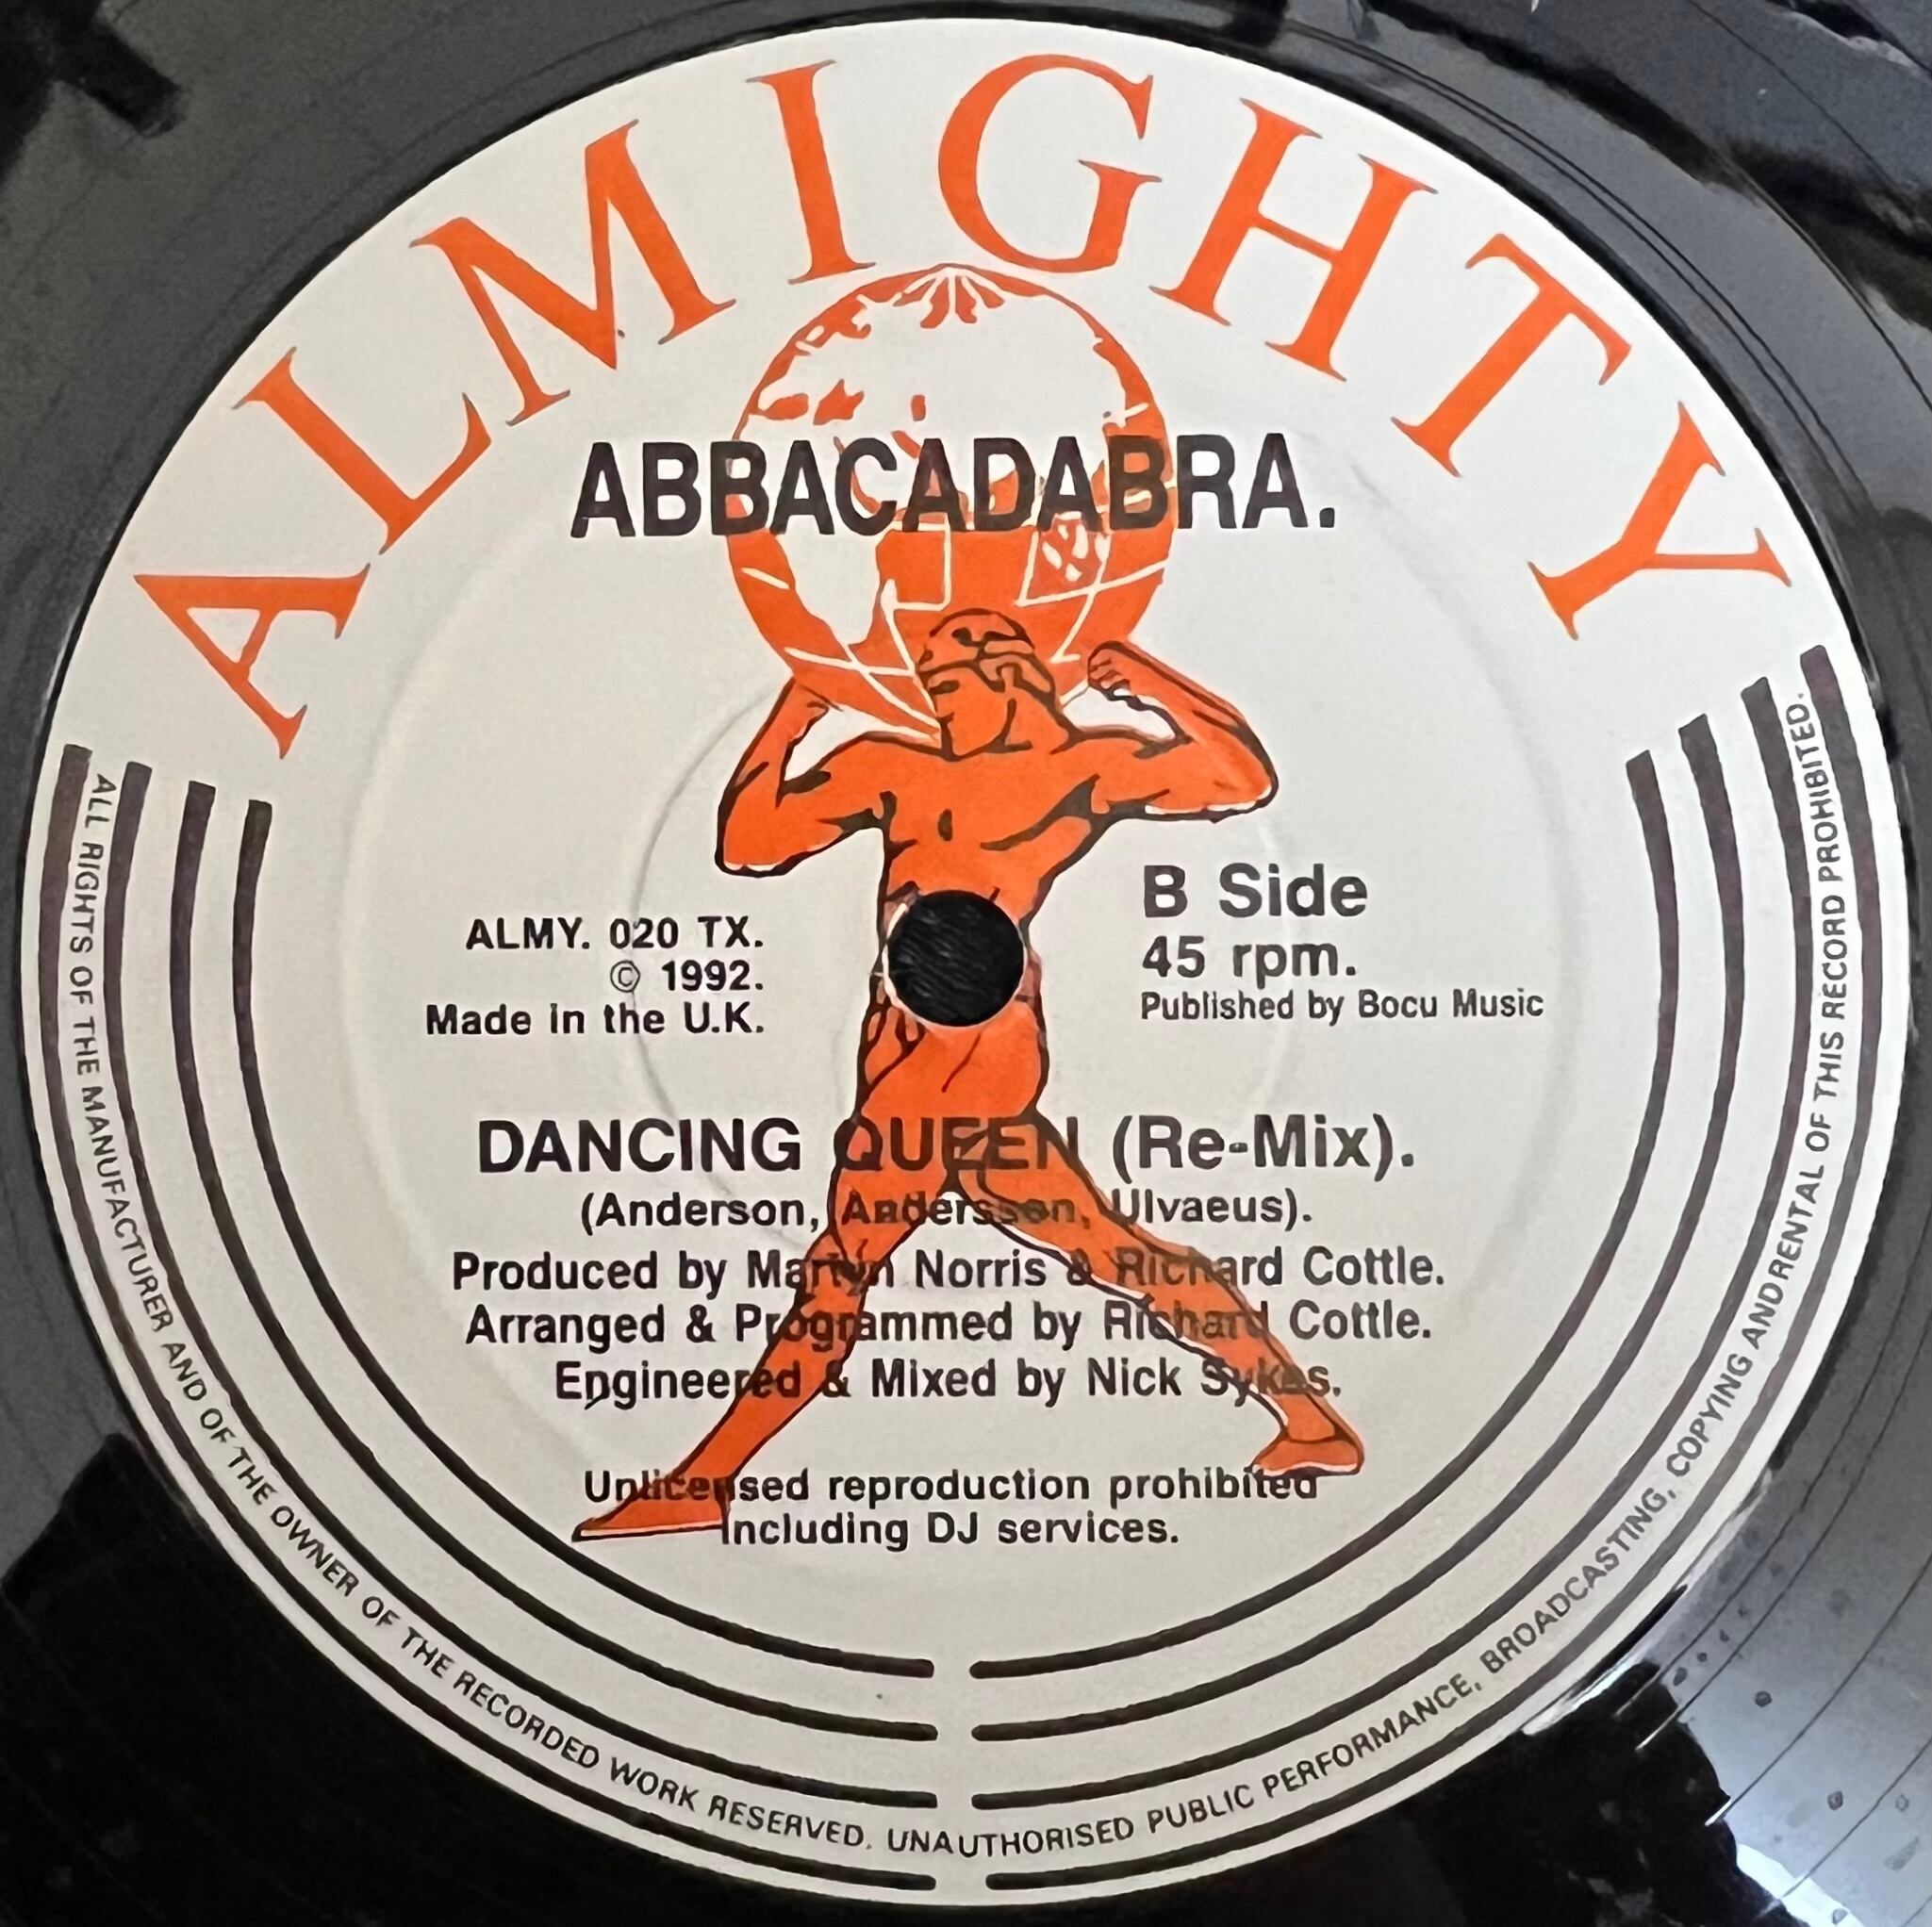 ALMIGHTY
ABBACADABRA.
ALMY. 020 TX.
© 1992.
Made in the U.K.
B Side
45 rpm.
Published by Bocu Music
DANCING QUEEN (Re-Mix).
(Anderson, Andersson, Ulvaeus).
Produced by Martyn Norris & Richard Cottle.
Arranged & Programmed by Richard Cottle.
Engineered & Mixed by Nick Sykes.
Unlicensed reproduction prohibited
Including DJ services.
ALL RIGHTS OF THE MANUFACTURER AND OF THE OWNER OF THE RECORDED WORK RESERVED. UNAUTHORISED PUBLIC PERFORMANCE, BROADCASTING, COPYING ANDRENTAL OF THIS RECORD PROHIBITED.